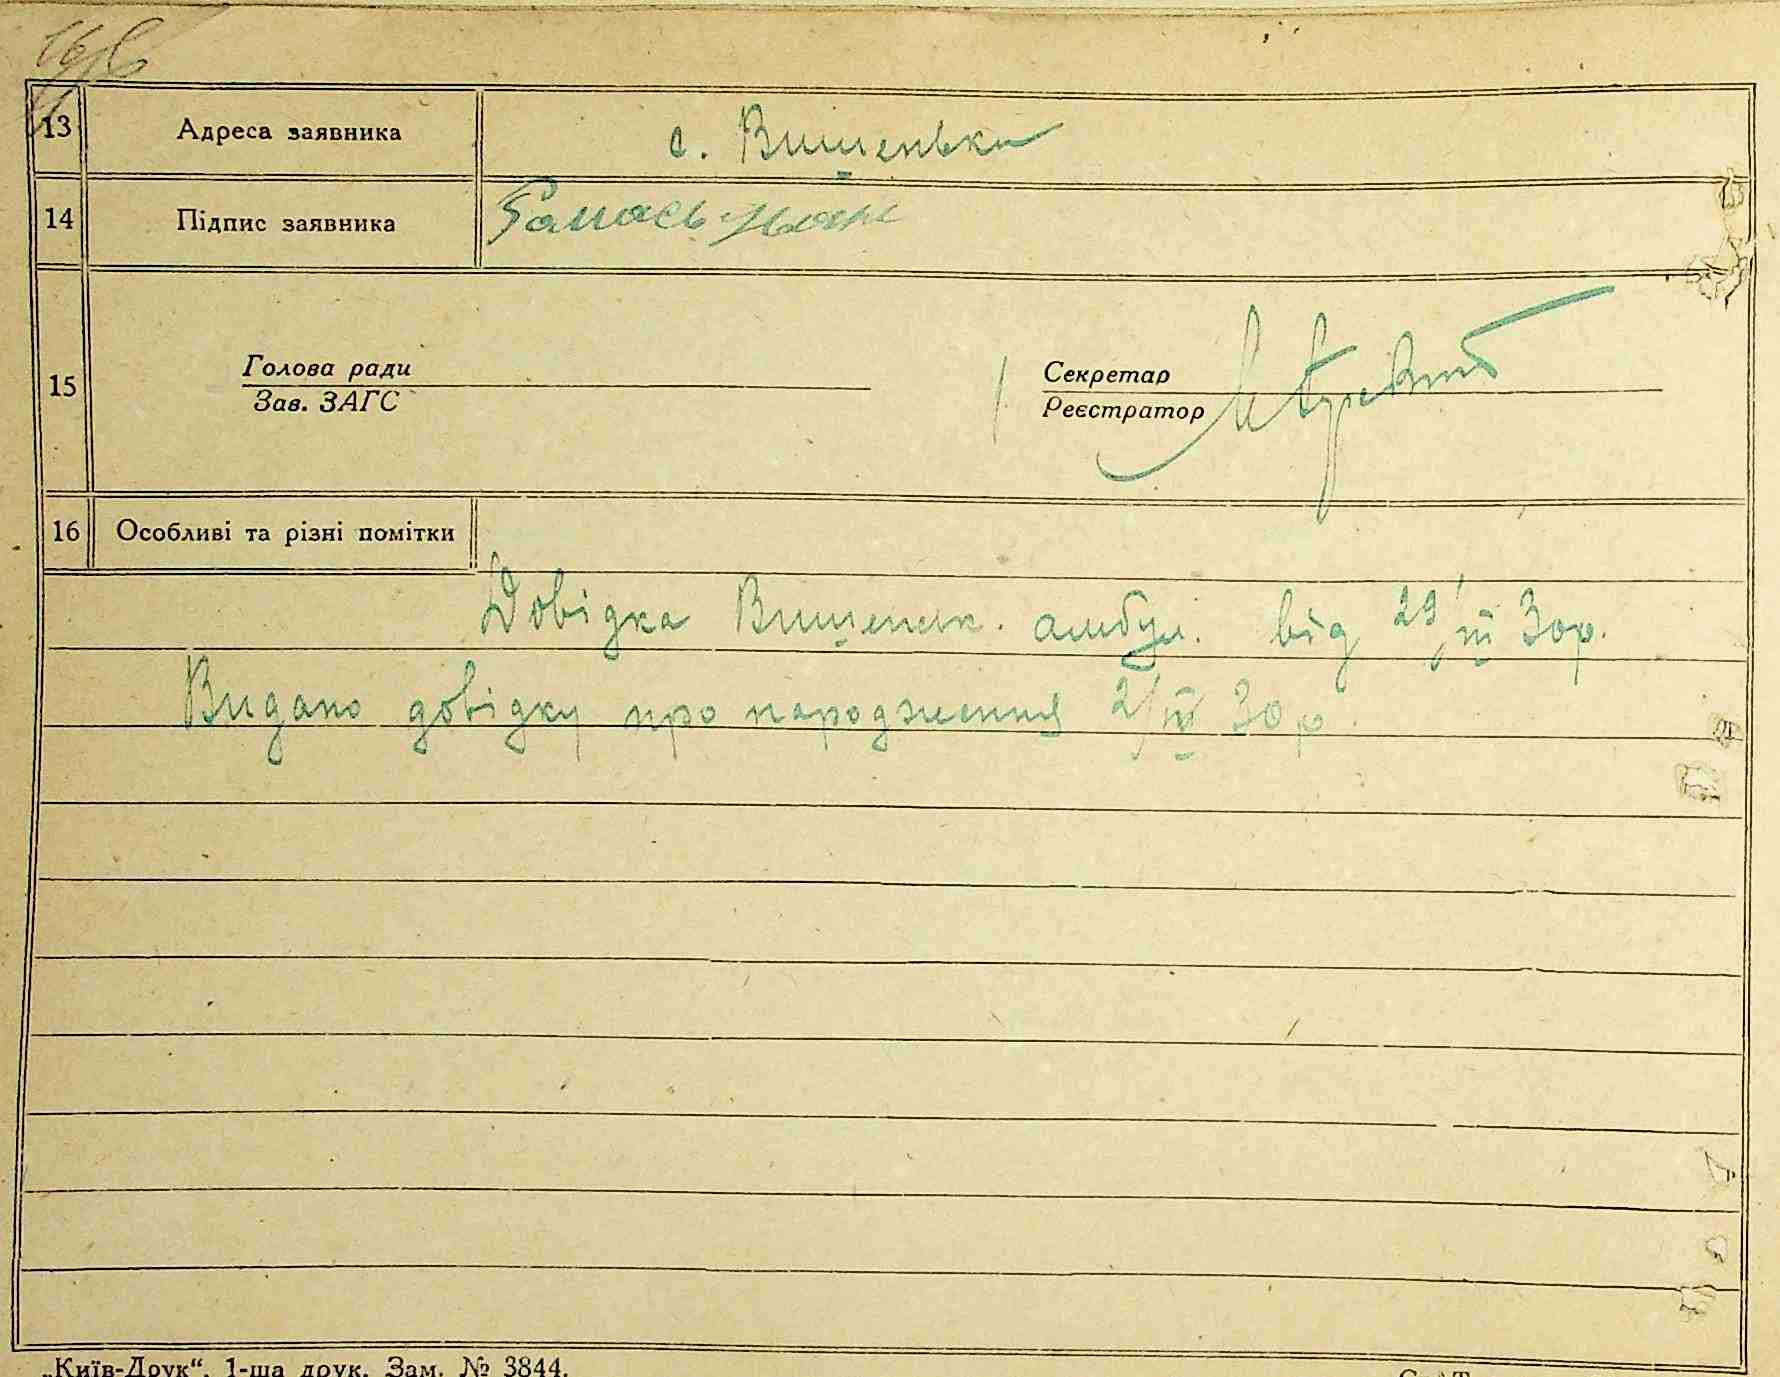 13 Адреса заявника с. Вишеньки
14 Підпис заявника
15 Голова ради Секретар
Зав. ЗАГС Реєстратор
16 Особливі та різні помітки
Довідка Вишеньк. амбул. від 29/III 30р.
Видано довідку про народження 2/IV 30 р.
„Київ-Друк“. 1-ша друк. Зам. № 3844.